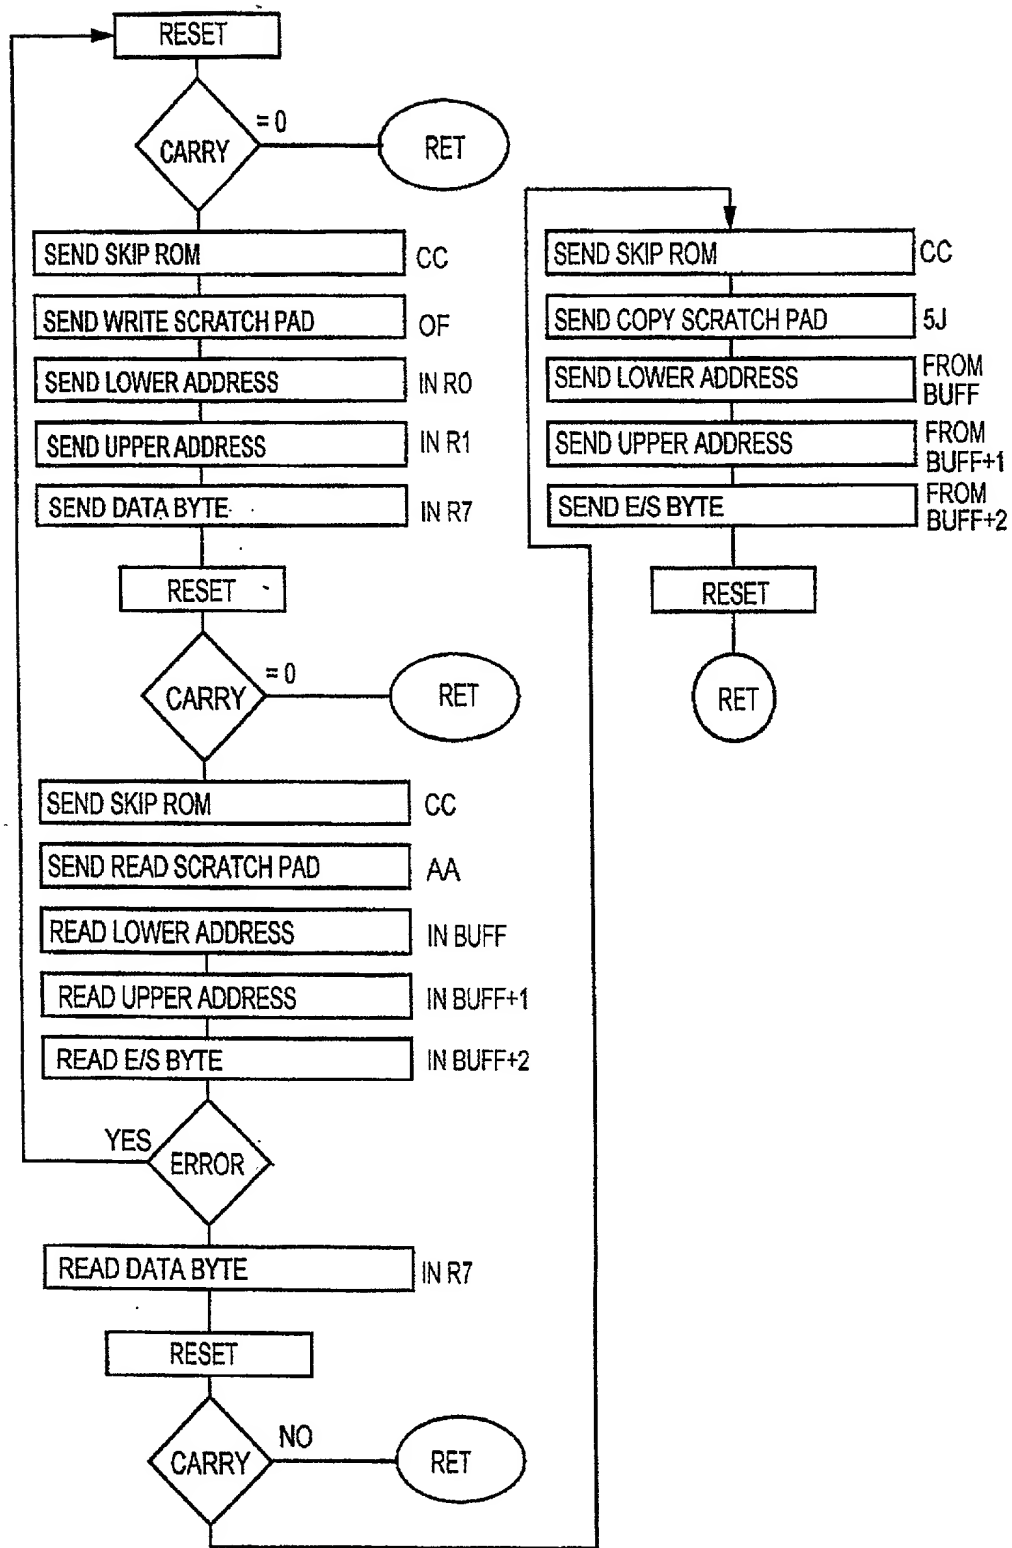 RESET
CARRY
= 0
RET
SEND SKIP ROM
CC
SEND WRITE SCRATCH PAD
OF
SEND LOWER ADDRESS
IN R0
SEND UPPER ADDRESS
IN R1
SEND DATA BYTE
IN R7
RESET
CARRY
= 0
RET
SEND SKIP ROM
CC
SEND READ SCRATCH PAD
AA
READ LOWER ADDRESS
IN BUFF
READ UPPER ADDRESS
IN BUFF+1
READ E/S BYTE
IN BUFF+2
YES
ERROR
READ DATA BYTE
IN R7
RESET
CARRY
NO
RET
SEND SKIP ROM
CC
SEND COPY SCRATCH PAD
5J
SEND LOWER ADDRESS
FROM
BUFF
SEND UPPER ADDRESS
FROM
BUFF+1
SEND E/S BYTE
FROM
BUFF+2
RESET
RET